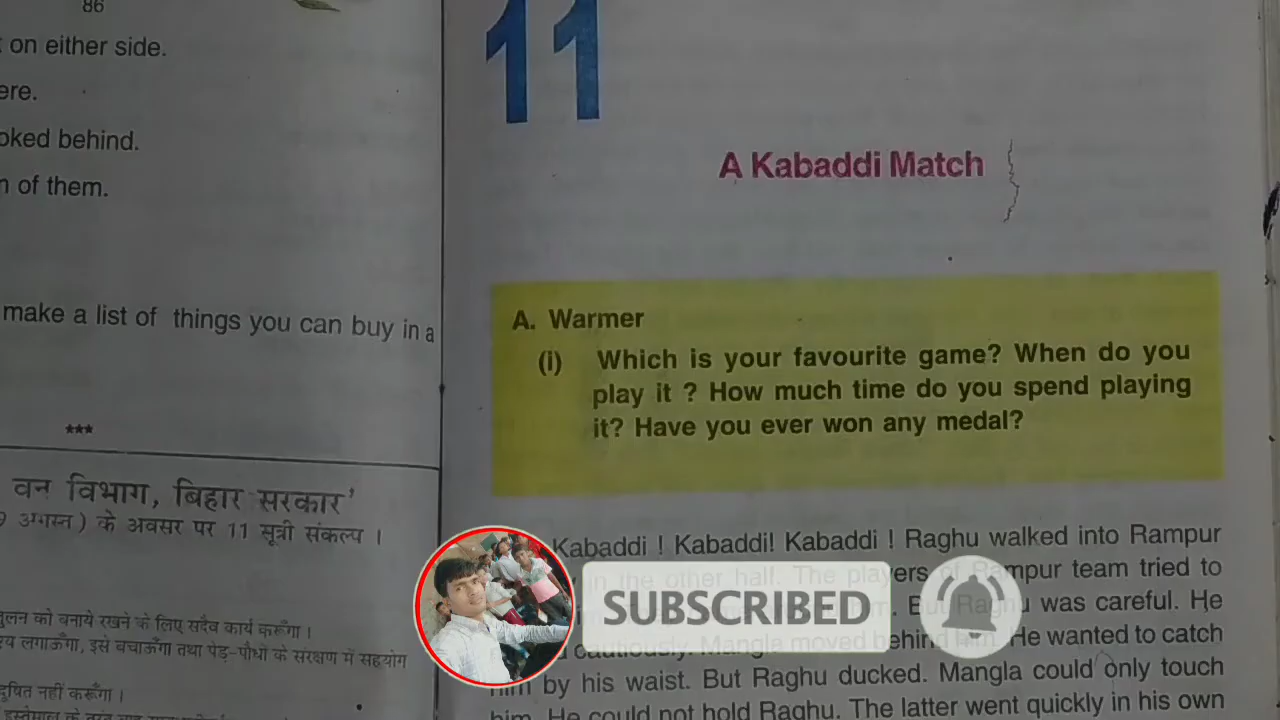 86
on either side.
ere.
oked behind.
n of them.
make a list of things you can buy in a
***
वन विभाग, बिहार सरकार'
9 अगस्त) के अवसर पर 11 सूत्री संकल्प ।
तुलन को बनाये रखने के लिए सदैव कार्य करूँगा ।
लगाऊँगा, इसे बचाऊँगा तथा पेड़-पौधों के संरक्षण में सहयोग
दूषित नहीं करूँगा ।
11
A Kabaddi Match
A. Warmer
(i) Which is your favourite game? When do you
play it ? How much time do you spend playing
it? Have you ever won any medal?
Kabaddi ! Kabaddi! Kabaddi ! Raghu walked into Rampur
in the other half. The players of Rampur team tried to
But Raghu was careful. He
cautiously. Mangla moved behind him. He wanted to catch
him by his waist. But Raghu ducked. Mangla could only touch
him. He could not hold Raghu. The latter went quickly in his own
SUBSCRIBED